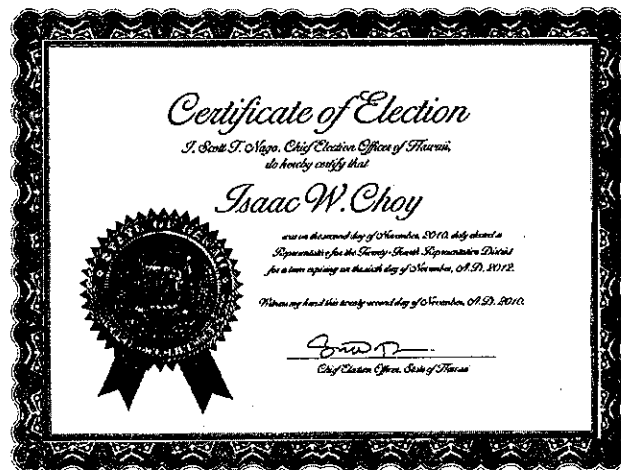 Certificate of Election
I, Scott T. Nago, Chief Election Officer of Hawaii,
do hereby certify that
Isaac W. Choy
was on the second day of November, 2010, duly elected a
Representative for the Twenty-Fourth Representative District
for a term expiring on the sixth day of November, A.D. 2012.
Witness my hand this twenty-second day of November, A.D. 2010.
Chief Election Officer, State of Hawaii
STATE OF HAWAII